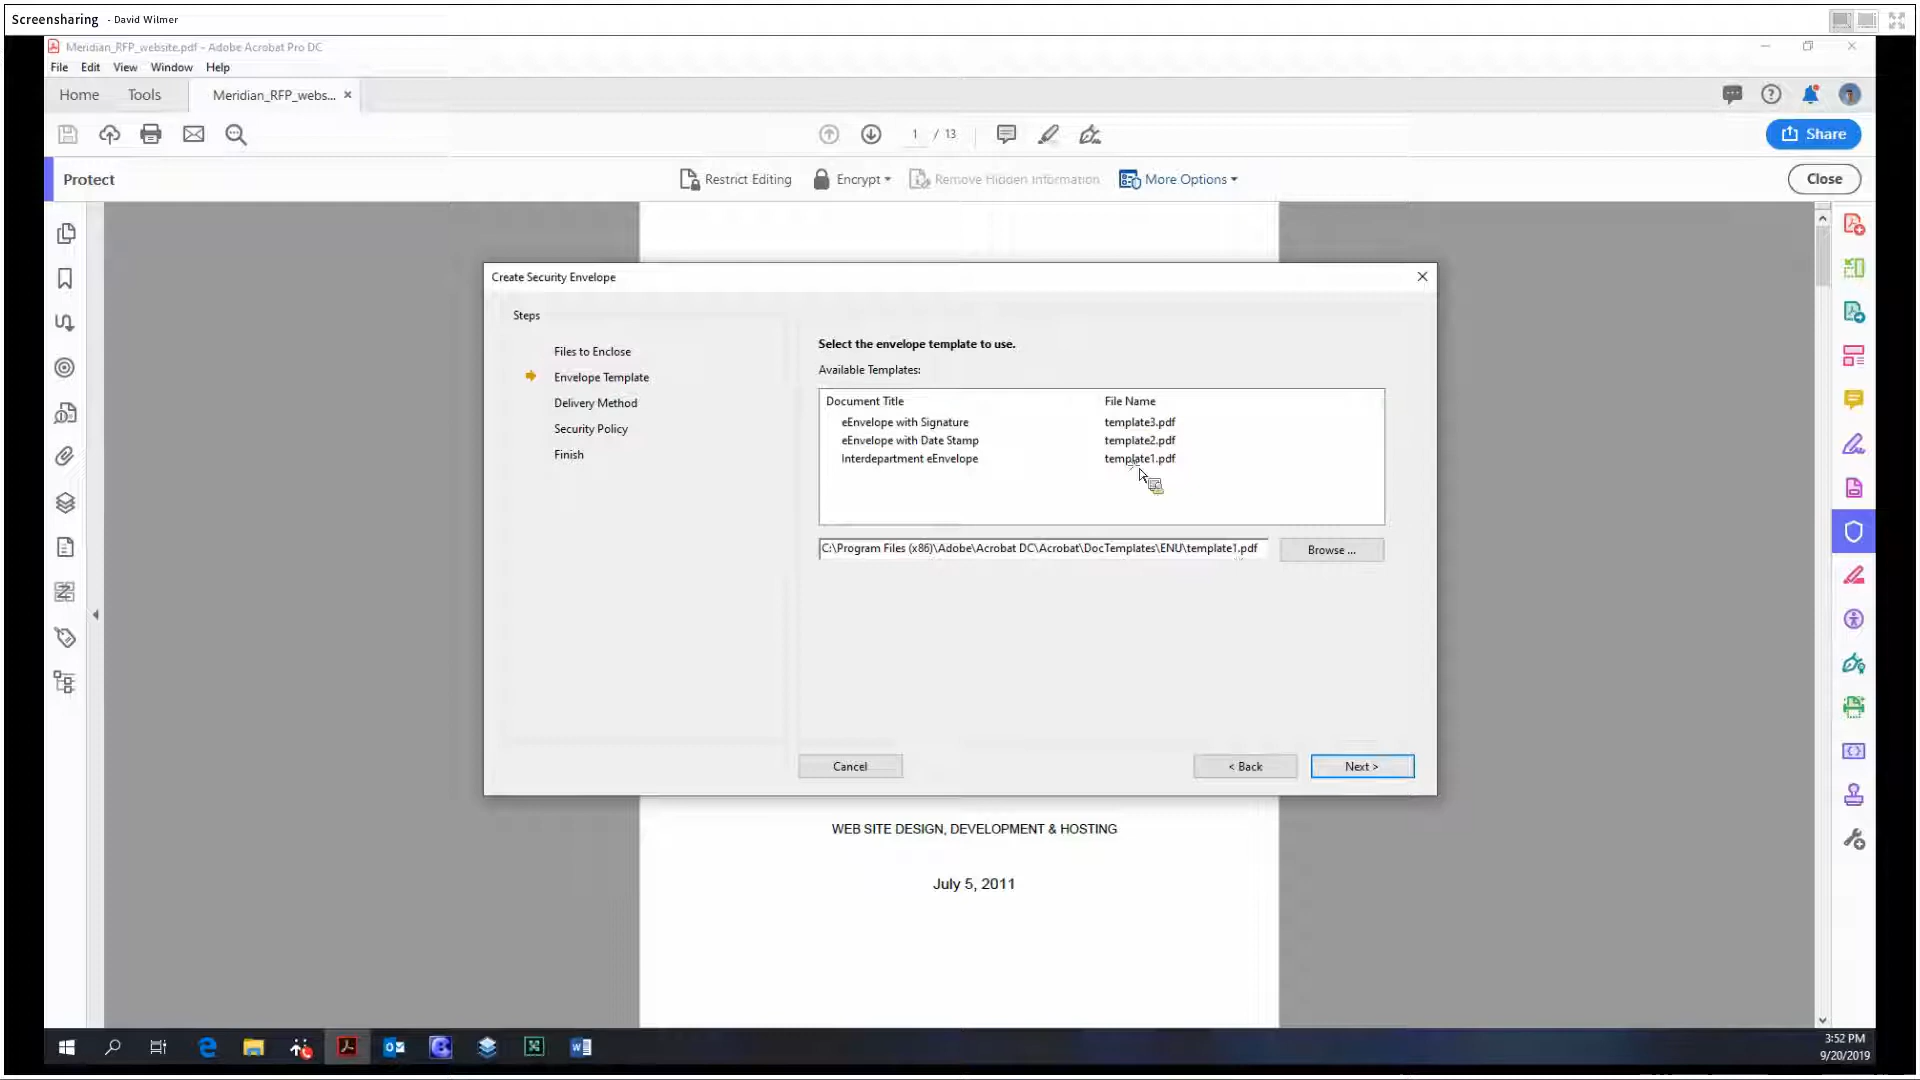 Screensharing - David Wilmer
Meridian_RFP_website.pdf - Adobe Acrobat Pro DC
File Edit View Window Help
Home Tools Meridian_RFP_webs... ×
1 / 13
Share
Protect
Restrict Editing
Encrypt
Remove Hidden Information
More Options
Close
Create Security Envelope
Steps
Files to Enclose
Envelope Template
Delivery Method
Security Policy
Finish
Select the envelope template to use.
Available Templates:
Document Title File Name
eEnvelope with Signature template3.pdf
eEnvelope with Date Stamp template2.pdf
Interdepartment eEnvelope template1.pdf
C:\Program Files (x86)\Adobe\Acrobat DC\Acrobat\DocTemplates\ENU\template1.pdf
Browse ...
Cancel
< Back
Next >
WEB SITE DESIGN, DEVELOPMENT & HOSTING
July 5, 2011
3:52 PM
9/20/2019